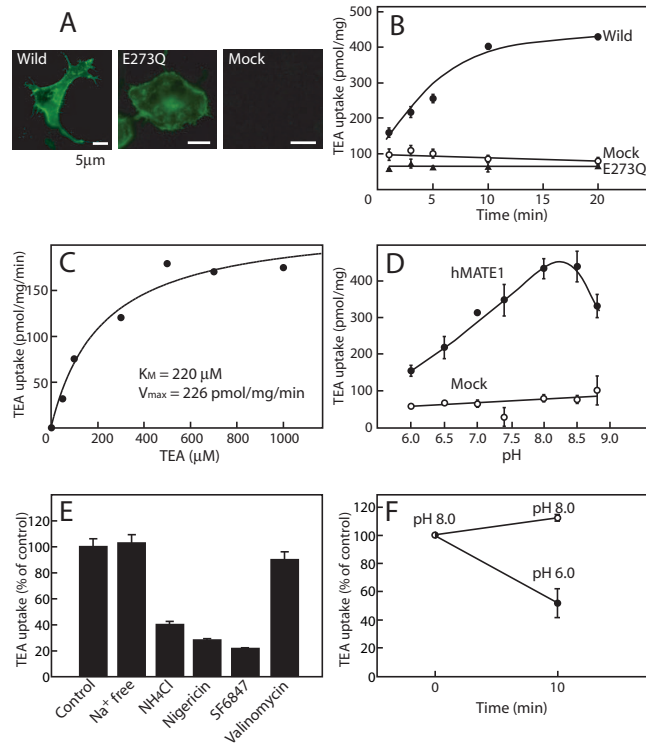 A
Wild
E273Q
Mock
5μm
B
TEA uptake (pmol/mg)
500
400
300
200
100
0
0
5
10
15
20
Time (min)
Wild
Mock
E273Q
C
TEA uptake (pmol/mg/min)
150
100
50
0
0
200
400
600
800
1000
TEA (μM)
KM = 220 μM
Vmax = 226 pmol/mg/min
D
TEA uptake (pmol/mg)
400
300
200
100
0
6.0
6.5
7.0
7.5
8.0
8.5
9.0
pH
hMATE1
Mock
E
TEA uptake (% of control)
120
100
80
60
40
20
0
Control
Na+ free
NH4Cl
Nigericin
SF6847
Valinomycin
F
TEA uptake (% of control)
120
100
80
60
40
20
0
pH 8.0
pH 8.0
pH 6.0
0
10
Time (min)